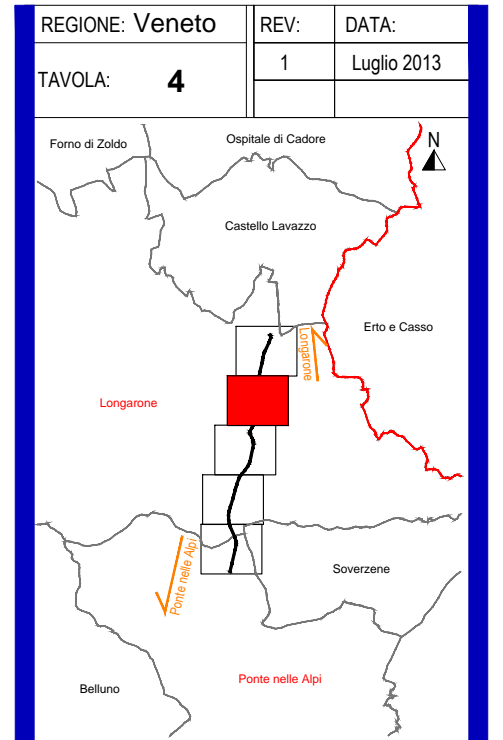 REGIONE: Veneto
REV:
DATA:
1
Luglio 2013
TAVOLA: 4
Forno di Zoldo
Ospitale di Cadore
N
Castello Lavazzo
Erto e Casso
Longarone
Longarone
Ponte nelle Alpi
Soverzene
Belluno
Ponte nelle Alpi